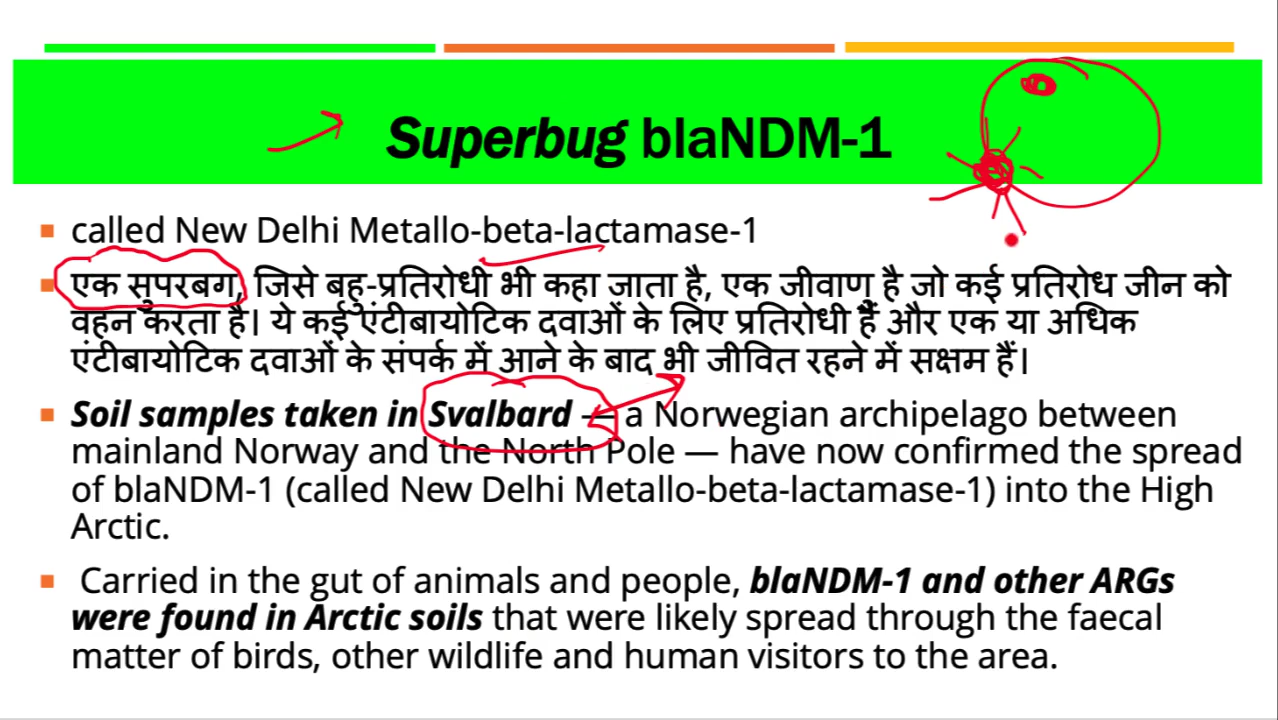 Superbug blaNDM-1
called New Delhi Metallo-beta-lactamase-1
एक सुपरबग, जिसे बहु-प्रतिरोधी भी कहा जाता है, एक जीवाणु है जो कई प्रतिरोध जीन को
वहन करता है। ये कई एंटीबायोटिक दवाओं के लिए प्रतिरोधी हैं और एक या अधिक
एंटीबायोटिक दवाओं के संपर्क में आने के बाद भी जीवित रहने में सक्षम हैं।
Soil samples taken in Svalbard — a Norwegian archipelago between
mainland Norway and the North Pole — have now confirmed the spread
of blaNDM-1 (called New Delhi Metallo-beta-lactamase-1) into the High
Arctic.
Carried in the gut of animals and people, blaNDM-1 and other ARGs
were found in Arctic soils that were likely spread through the faecal
matter of birds, other wildlife and human visitors to the area.